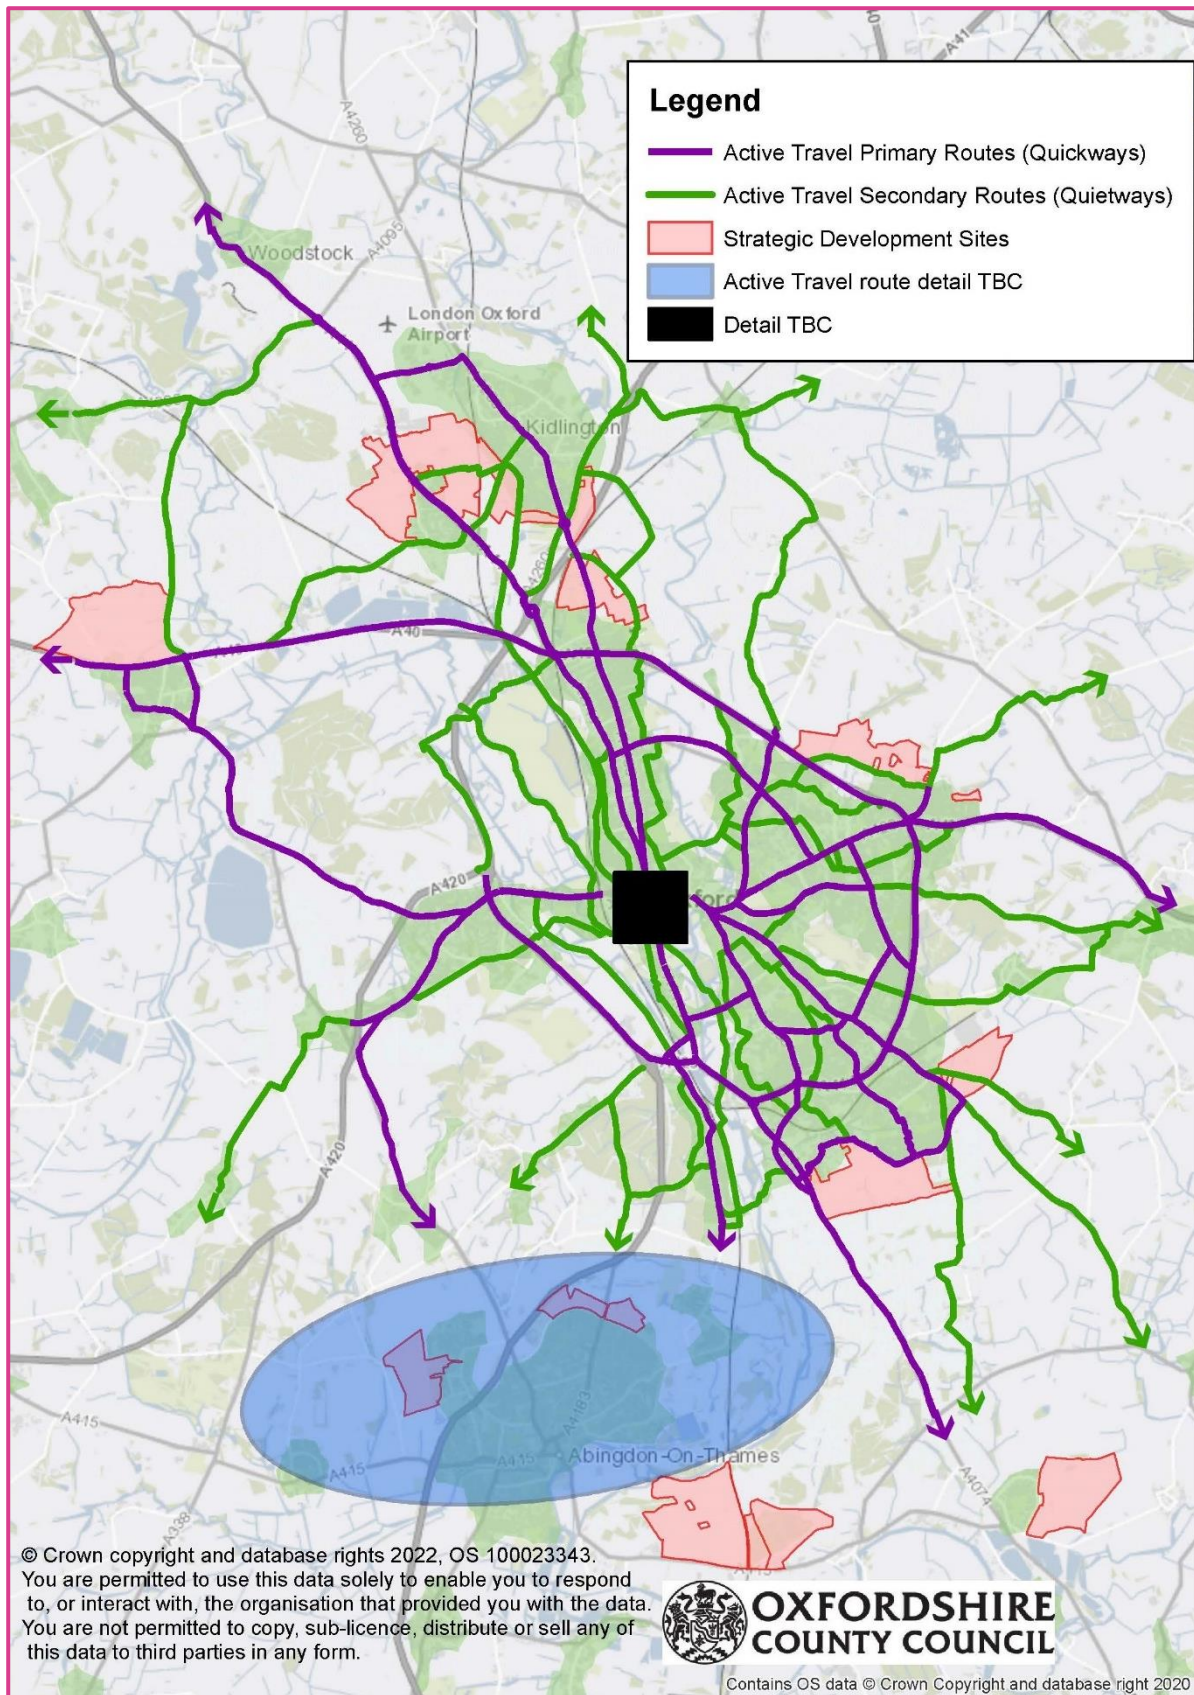 40
A41
Legend
Active Travel Primary Routes (Quickways)
Active Travel Secondary Routes (Quietways)
Strategic Development Sites
Active Travel route detail TBC
Detail TBC
A4260
A4095
Woodstock
London Oxford
Airport
Kidlington
A4260
A40
A420
xford
A420
A415
A4183
Abingdon-On-Thames
A415
A415
A4074
A338
© Crown copyright and database rights 2022, OS 100023343.
You are permitted to use this data solely to enable you to respond
to, or interact with, the organisation that provided you with the data.
You are not permitted to copy, sub-licence, distribute or sell any of
this data to third parties in any form.
OXFORDSHIRE
COUNTY COUNCIL
Contains OS data © Crown Copyright and database right 2020